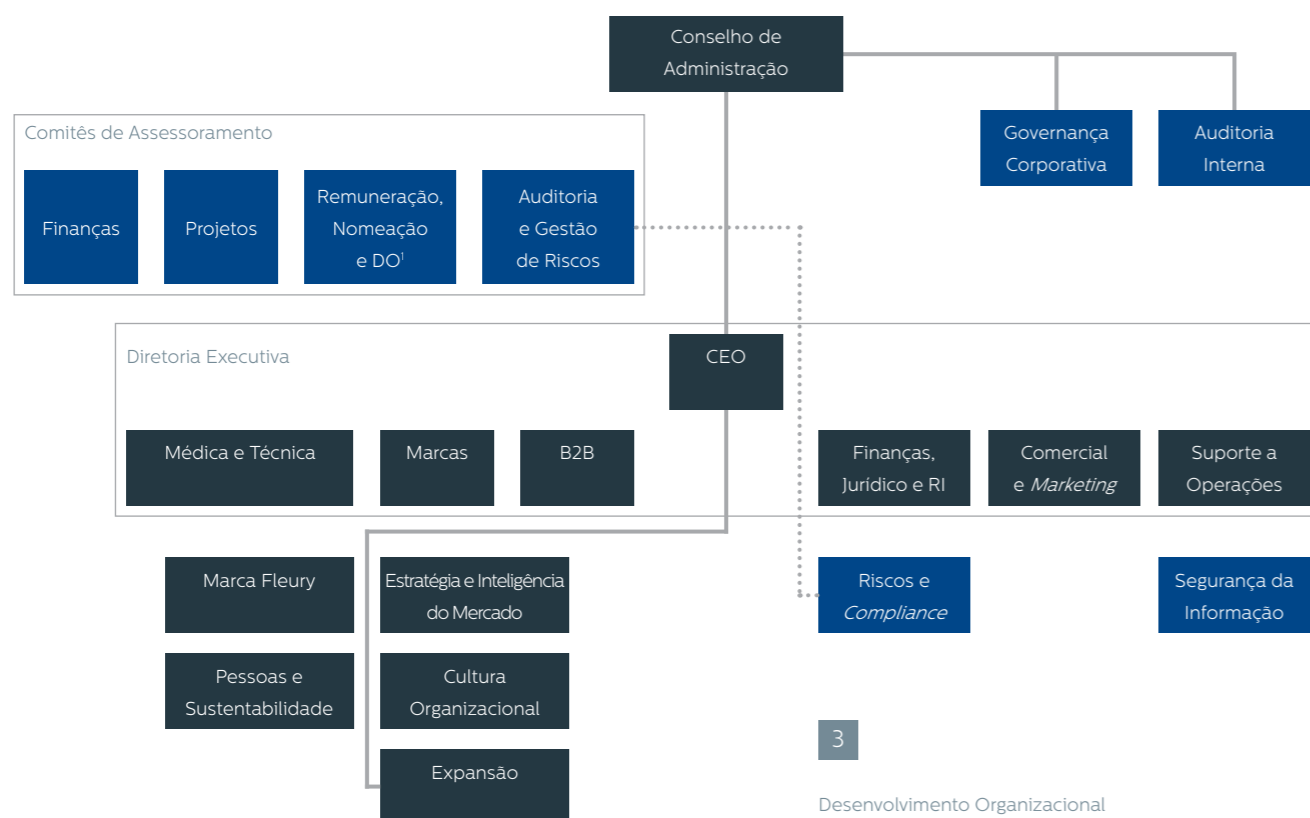 Conselho de
Administração
Governança
Corporativa
Auditoria
Interna
Comitês de Assessoramento
Finanças
Projetos
Remuneração,
Nomeação
e DO¹
Auditoria
e Gestão
de Riscos
Diretoria Executiva
CEO
Médica e Técnica
Marcas
B2B
Finanças,
Jurídico e RI
Comercial
e Marketing
Suporte a
Operações
Marca Fleury
Estratégia e Inteligência
do Mercado
Riscos e
Compliance
Segurança da
Informação
Pessoas e
Sustentabilidade
Cultura
Organizacional
Expansão
3
Desenvolvimento Organizacional